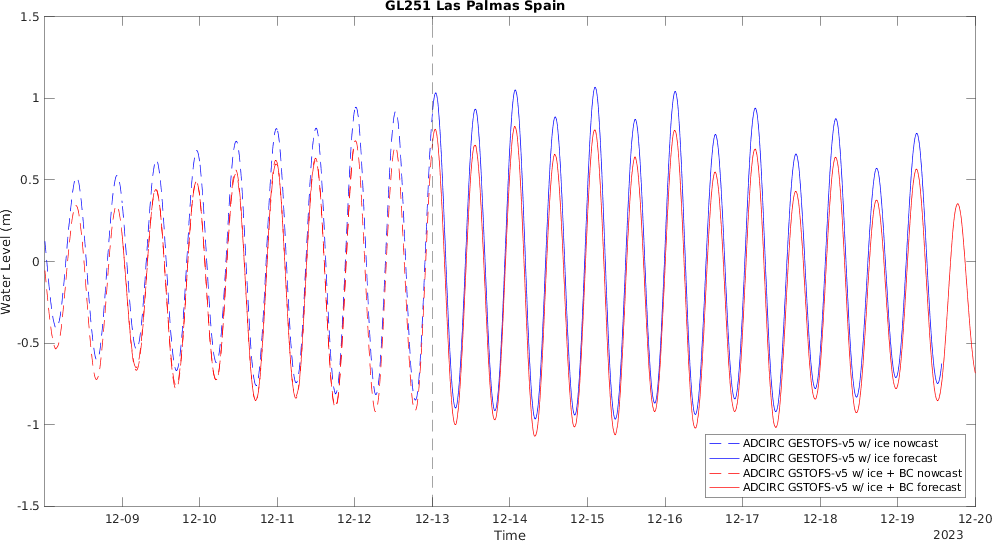 GL251 Las Palmas Spain
1.5
1
0.5
0
-0.5
-1
-1.5
Water Level (m)
ADCIRC GESTOFS-v5 w/ ice nowcast
ADCIRC GESTOFS-v5 w/ ice forecast
ADCIRC GSTOFS-v5 w/ ice + BC nowcast
ADCIRC GSTOFS-v5 w/ ice + BC forecast
12-09 12-10 12-11 12-12 12-13 12-14 12-15 12-16 12-17 12-18 12-19 12-20
Time
2023